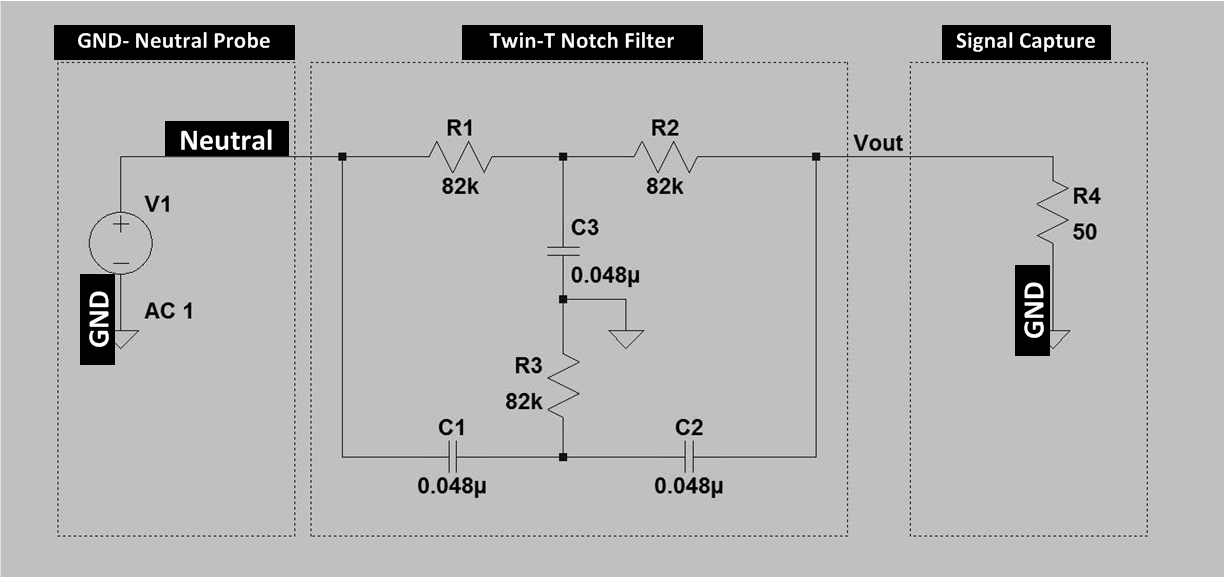 GND- Neutral Probe
Twin-T Notch Filter
Signal Capture
Neutral
R1
R2
Vout
82k
82k
V1
R4
C3
50
0.048µ
GND
AC 1
GND
R3
82k
C1
C2
0.048µ
0.048µ